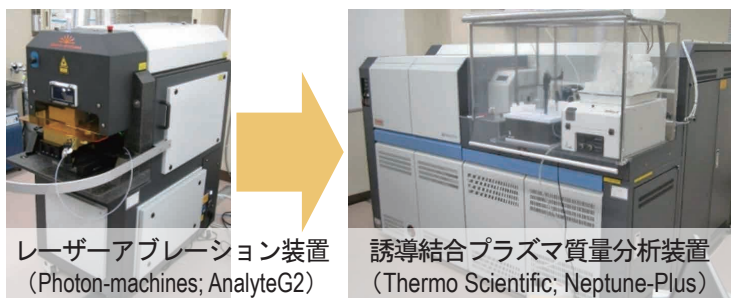 レーザーアブレーション装置
（Photon-machines; AnalyteG2）
誘導結合プラズマ質量分析装置
（Thermo Scientific; Neptune-Plus）